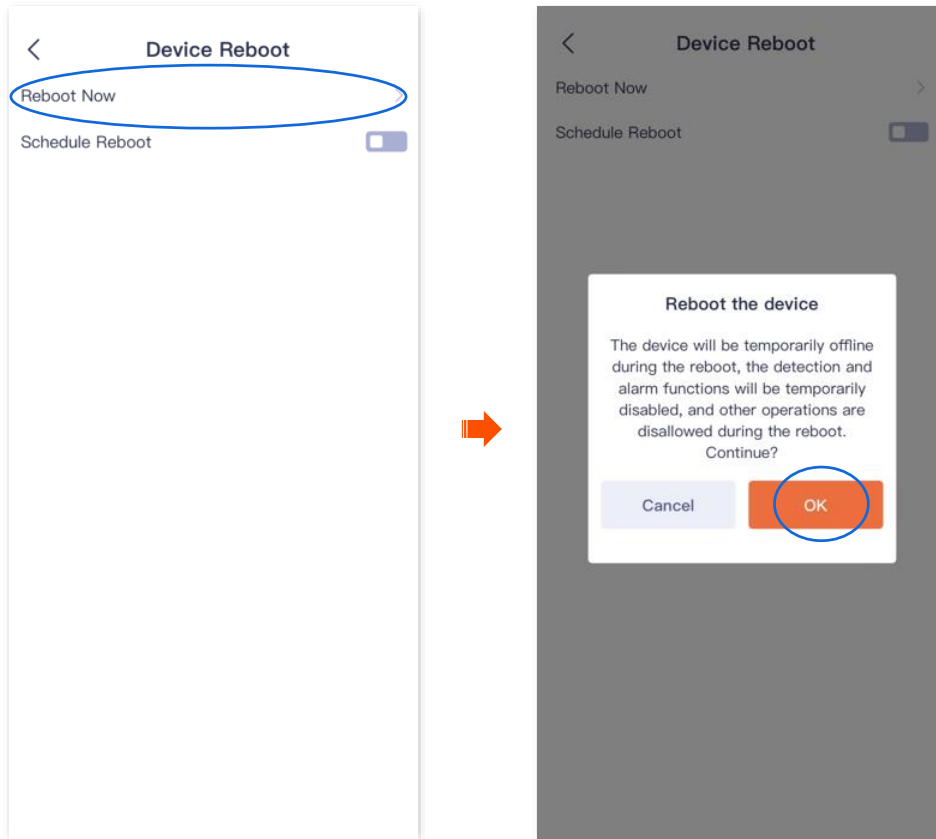 Device Reboot
Reboot Now
Schedule Reboot
Device Reboot
Reboot Now
Schedule Reboot
Reboot the device
The device will be temporarily offline
during the reboot, the detection and
alarm functions will be temporarily
disabled, and other operations are
disallowed during the reboot.
Continue?
Cancel
OK